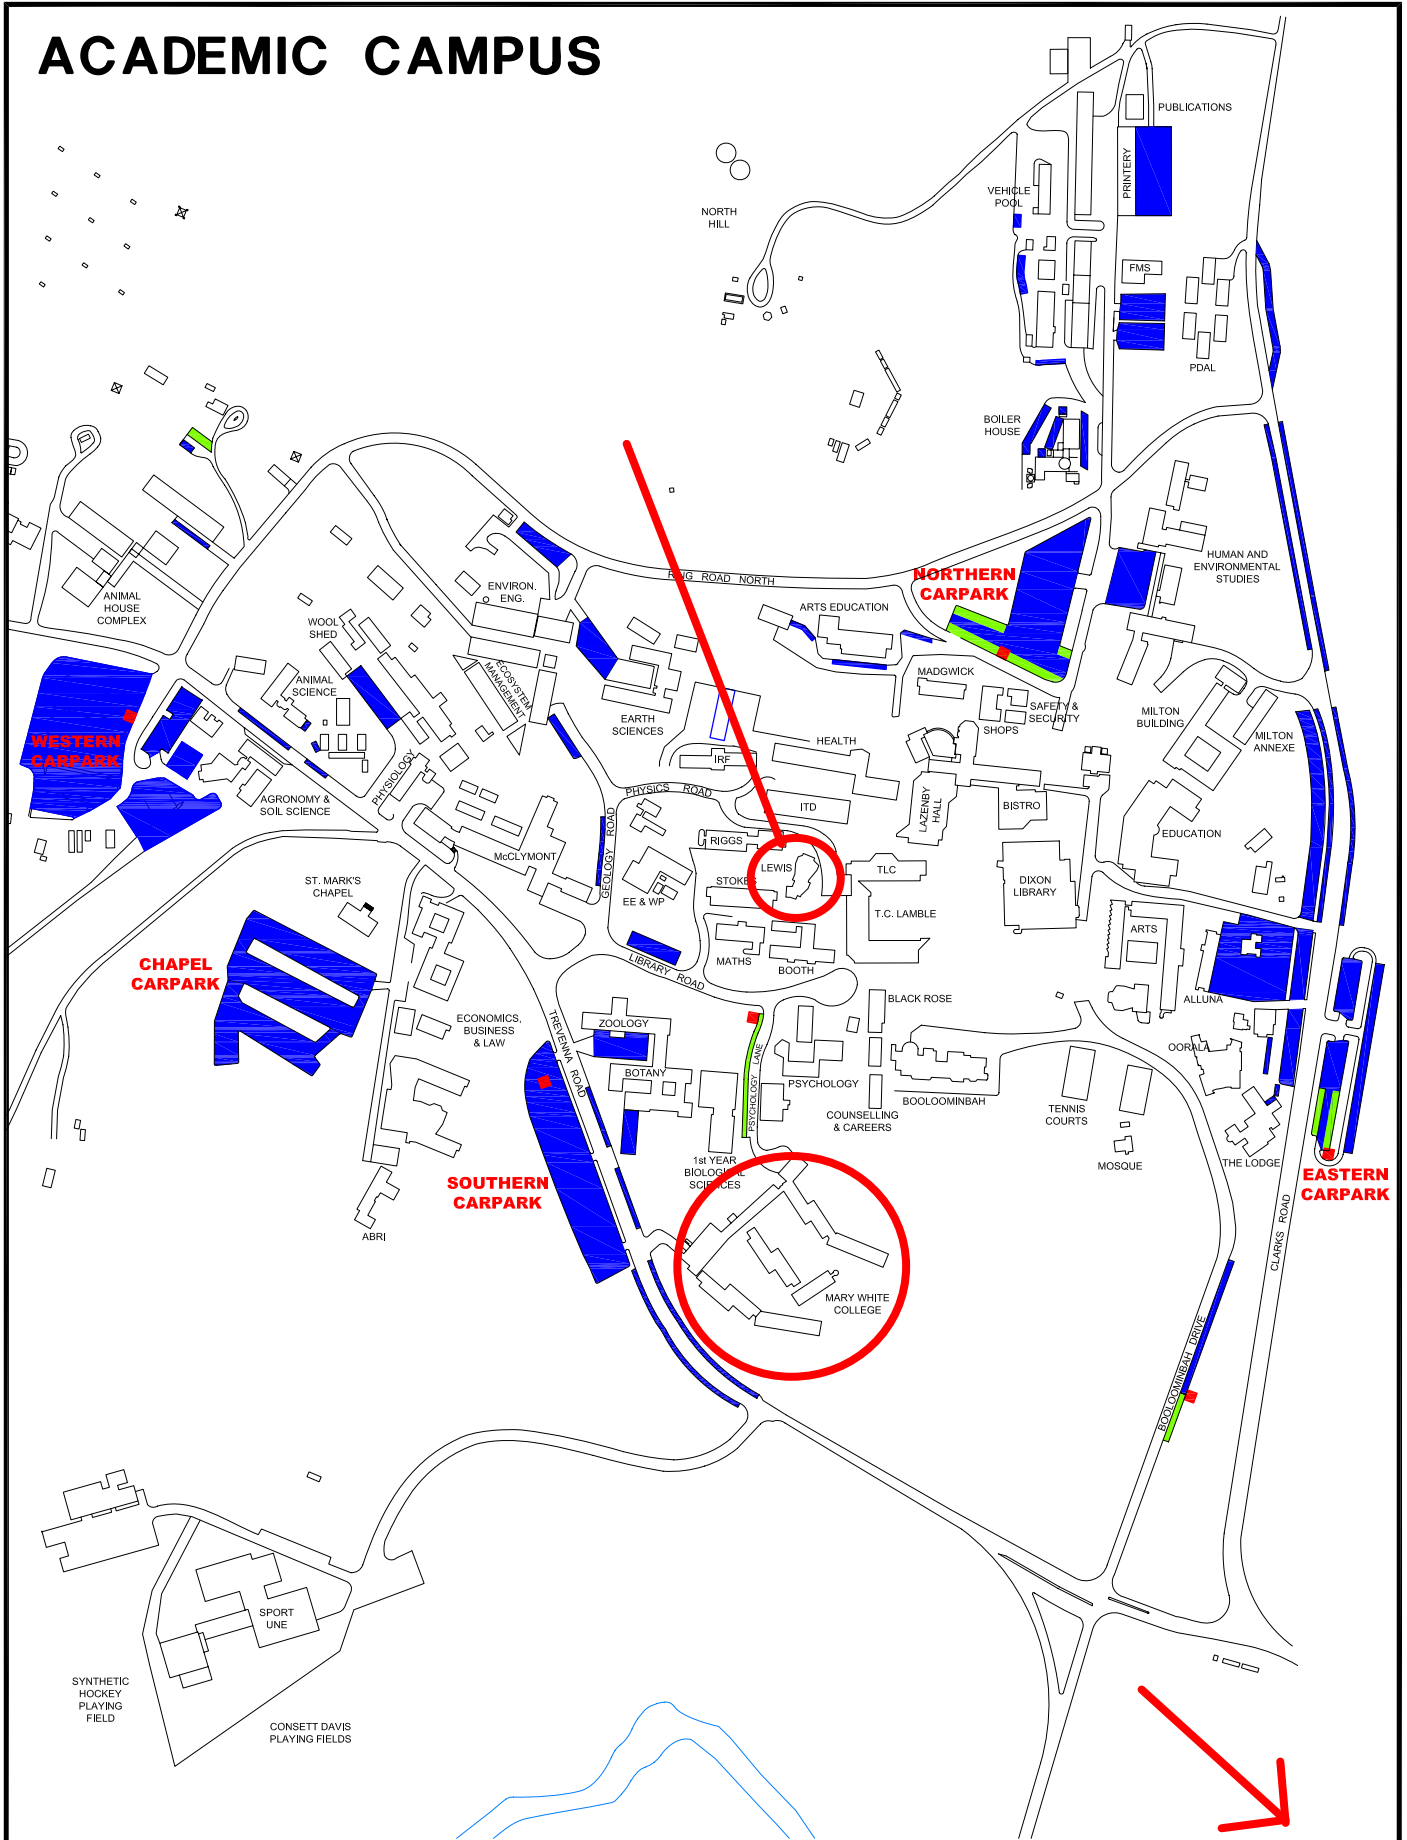 ACADEMIC CAMPUS
PUBLICATIONS
PRINTERY
VEHICLE
POOL
NORTH
HILL
FMS
PDAL
BOILER
HOUSE
RING ROAD NORTH
NORTHERN
CARPARK
HUMAN AND
ENVIRONMENTAL
STUDIES
ANIMAL
HOUSE
COMPLEX
ENVIRON.
ENG.
WOOL
SHED
ARTS EDUCATION
MADGWICK
ANIMAL
SCIENCE
ECOSYSTEM
MANAGEMENT
EARTH
SCIENCES
SAFETY &
SECURITY
SHOPS
MILTON
BUILDING
MILTON
ANNEXE
WESTERN
CARPARK
HEALTH
IRF
PHYSIOLOGY
PHYSICS ROAD
AGRONOMY &
SOIL SCIENCE
ITD
LAZENBY
HALL
BISTRO
GEOLOGY ROAD
RIGGS
EDUCATION
McCLYMONT
LEWIS
TLC
ST. MARK'S
CHAPEL
STOKES
DIXON
LIBRARY
EE & WP
T.C. LAMBLE
ARTS
CHAPEL
CARPARK
LIBRARY ROAD
MATHS
BOOTH
BLACK ROSE
ALLUNA
ECONOMICS,
BUSINESS
& LAW
TREVENNA ROAD
ZOOLOGY
OORALA
BOTANY
PSYCHOLOGY LANE
PSYCHOLOGY
BOOLOOMINBAH
COUNSELLING
& CAREERS
TENNIS
COURTS
MOSQUE
THE LODGE
1st YEAR
BIOLOGICAL
SCIENCES
SOUTHERN
CARPARK
EASTERN
CARPARK
ABRI
CLARKS ROAD
MARY WHITE
COLLEGE
BOOLOOMINBAH DRIVE
SPORT
UNE
SYNTHETIC
HOCKEY
PLAYING
FIELD
CONSETT DAVIS
PLAYING FIELDS